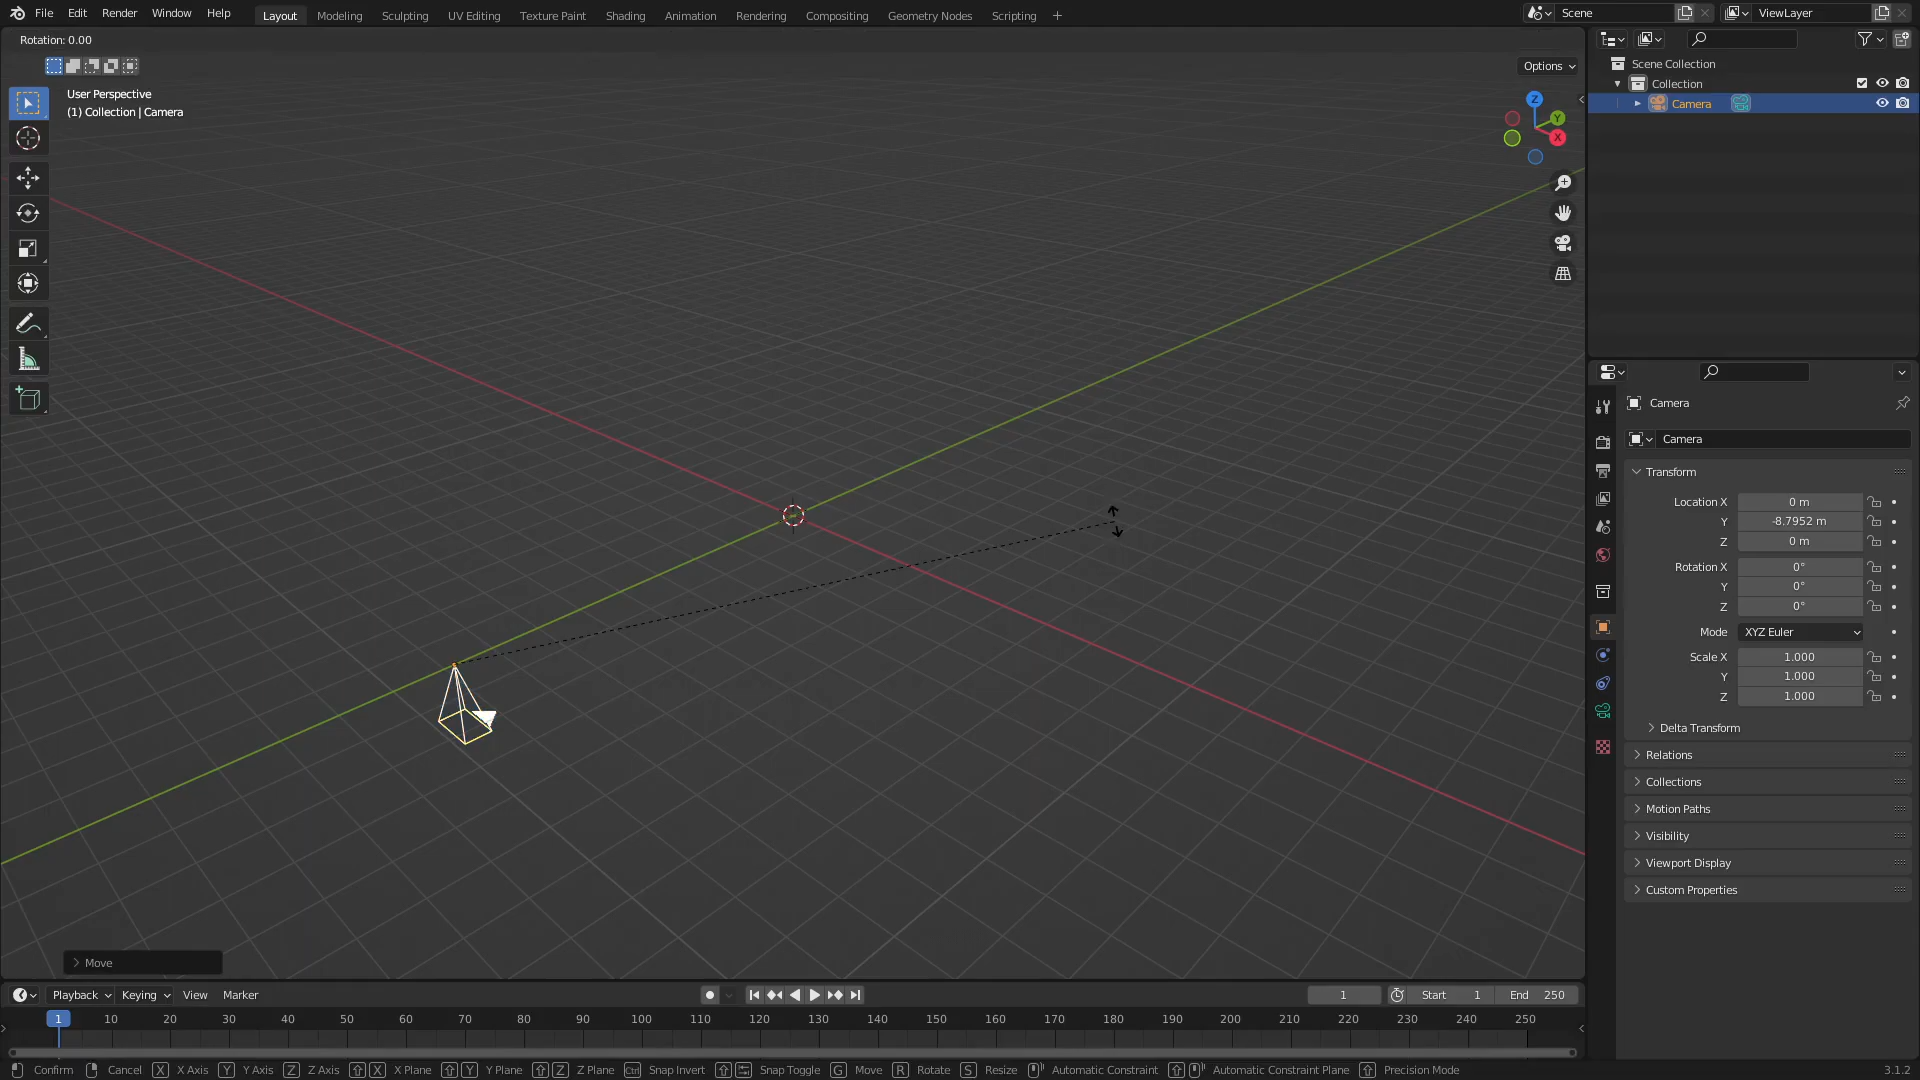 File Edit Render Window Help Layout Modeling Sculpting UV Editing Texture Paint Shading Animation Rendering Compositing Geometry Nodes Scripting + Scene ViewLayer
Rotation: 0.00
Options
User Perspective
(1) Collection | Camera
Z
Y
X
Scene Collection
Collection
Camera
Camera
Camera
Transform
Location X 0 m
Y -8.7952 m
Z 0 m
Rotation X 0°
Y 0°
Z 0°
Mode XYZ Euler
Scale X 1.000
Y 1.000
Z 1.000
Delta Transform
Relations
Collections
Motion Paths
Visibility
Viewport Display
Custom Properties
Move
Playback Keying View Marker 1 Start 1 End 250
1 10 20 30 40 50 60 70 80 90 100 110 120 130 140 150 160 170 180 190 200 210 220 230 240 250
Confirm Cancel X X Axis Y Y Axis Z Z Axis X X Plane Y Y Plane Z Z Plane Ctrl Snap Invert Snap Toggle G Move R Rotate S Resize Automatic Constraint Automatic Constraint Plane Precision Mode 3.1.2